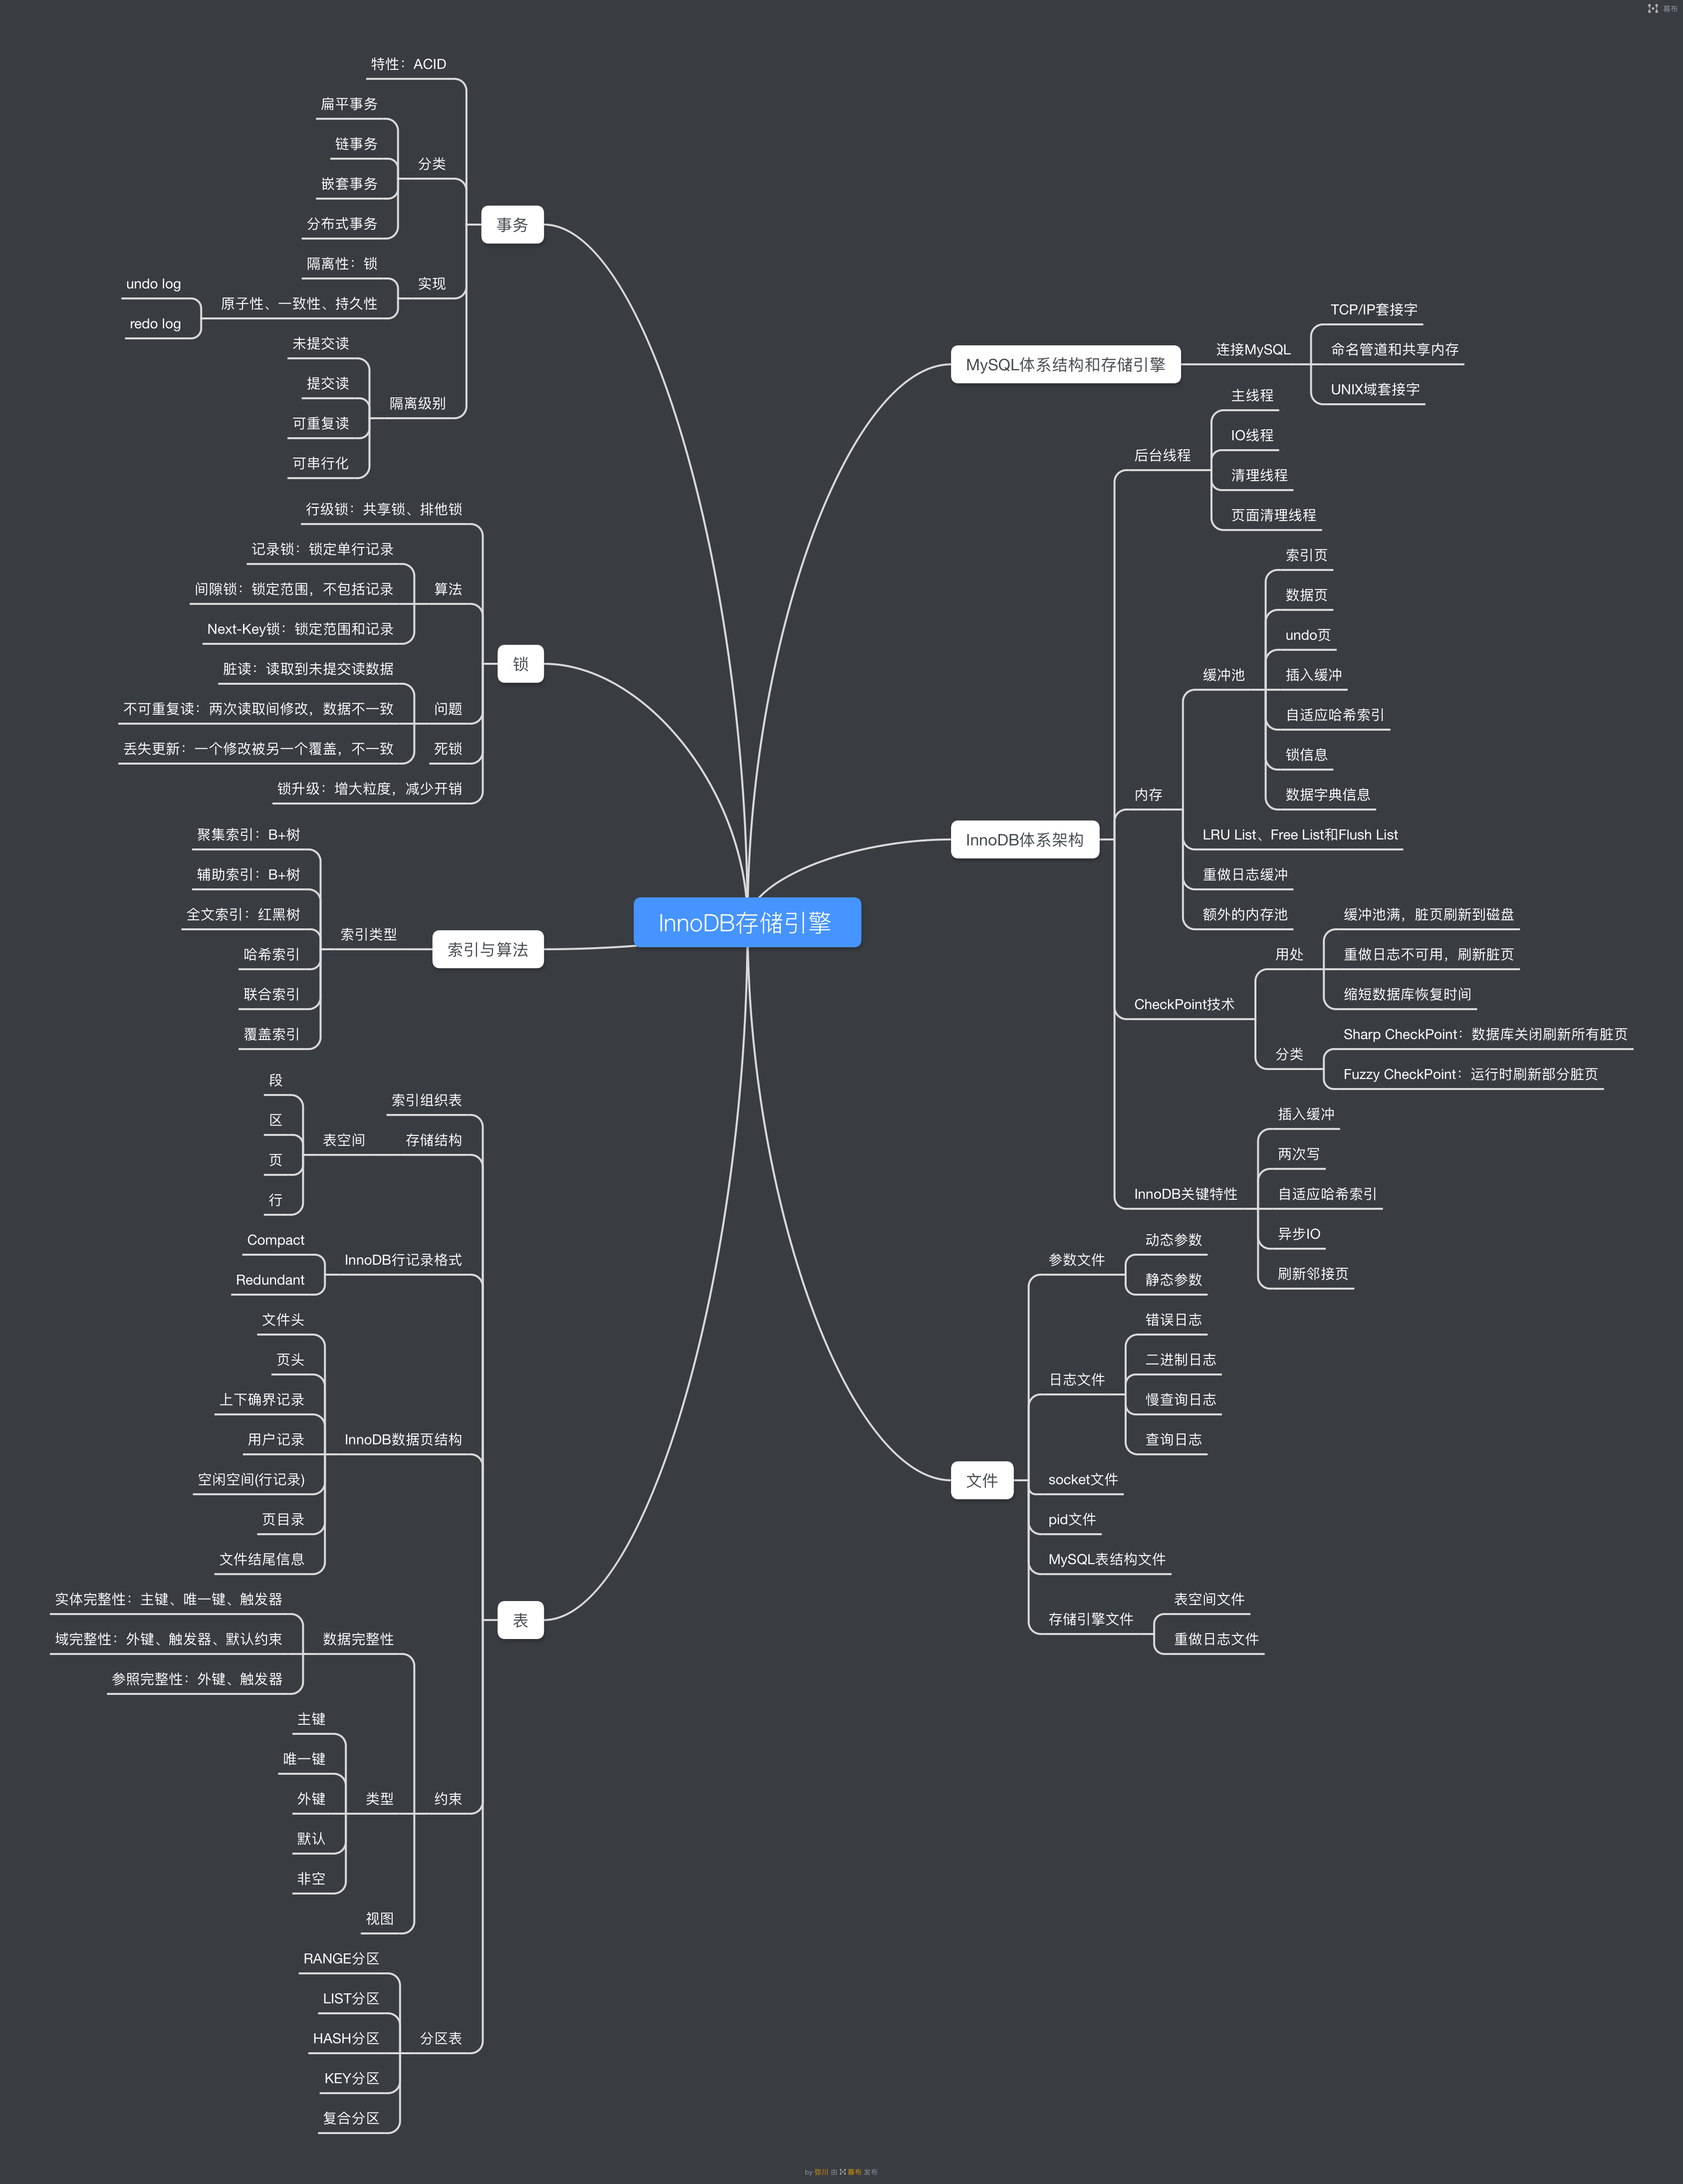 幕布
InnoDB存储引擎
MySQL体系结构和存储引擎
连接MySQL
TCP/IP套接字
命名管道和共享内存
UNIX域套接字
InnoDB体系架构
后台线程
主线程
IO线程
清理线程
页面清理线程
内存
缓冲池
索引页
数据页
undo页
插入缓冲
自适应哈希索引
锁信息
数据字典信息
LRU List、Free List和Flush List
重做日志缓冲
额外的内存池
CheckPoint技术
用处
缓冲池满，脏页刷新到磁盘
重做日志不可用，刷新脏页
缩短数据库恢复时间
分类
Sharp CheckPoint：数据库关闭刷新所有脏页
Fuzzy CheckPoint：运行时刷新部分脏页
InnoDB关键特性
插入缓冲
两次写
自适应哈希索引
异步IO
刷新邻接页
文件
参数文件
动态参数
静态参数
日志文件
错误日志
二进制日志
慢查询日志
查询日志
socket文件
pid文件
MySQL表结构文件
存储引擎文件
表空间文件
重做日志文件
事务
特性：ACID
分类
扁平事务
链事务
嵌套事务
分布式事务
实现
隔离性：锁
原子性、一致性、持久性
undo log
redo log
隔离级别
未提交读
提交读
可重复读
可串行化
锁
行级锁：共享锁、排他锁
算法
记录锁：锁定单行记录
间隙锁：锁定范围，不包括记录
Next-Key锁：锁定范围和记录
问题
脏读：读取到未提交读数据
不可重复读：两次读取间修改，数据不一致
丢失更新：一个修改被另一个覆盖，不一致
死锁
锁升级：增大粒度，减少开销
索引与算法
索引类型
聚集索引：B+树
辅助索引：B+树
全文索引：红黑树
哈希索引
联合索引
覆盖索引
表
索引组织表
存储结构
表空间
段
区
页
行
InnoDB行记录格式
Compact
Redundant
InnoDB数据页结构
文件头
页头
上下确界记录
用户记录
空闲空间(行记录)
页目录
文件结尾信息
约束
数据完整性
实体完整性：主键、唯一键、触发器
域完整性：外键、触发器、默认约束
参照完整性：外键、触发器
类型
主键
唯一键
外键
默认
非空
视图
分区表
RANGE分区
LIST分区
HASH分区
KEY分区
复合分区
by 弥川 由 幕布 发布